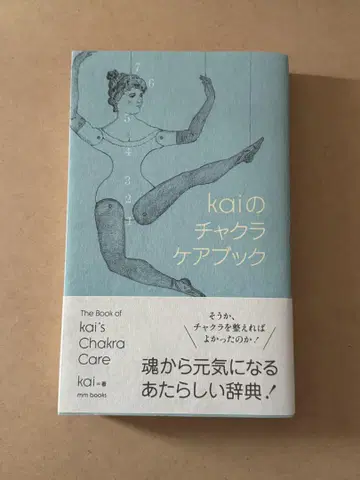 7
6
5
4
3
2
1
kaiの
チャクラ
ケアブック
The Book of
kai's
Chakra
Care
kai=著
mm books
そうか、
チャクラを整えれば
よかったのか!
魂から元気になる
あたらしい辞典!